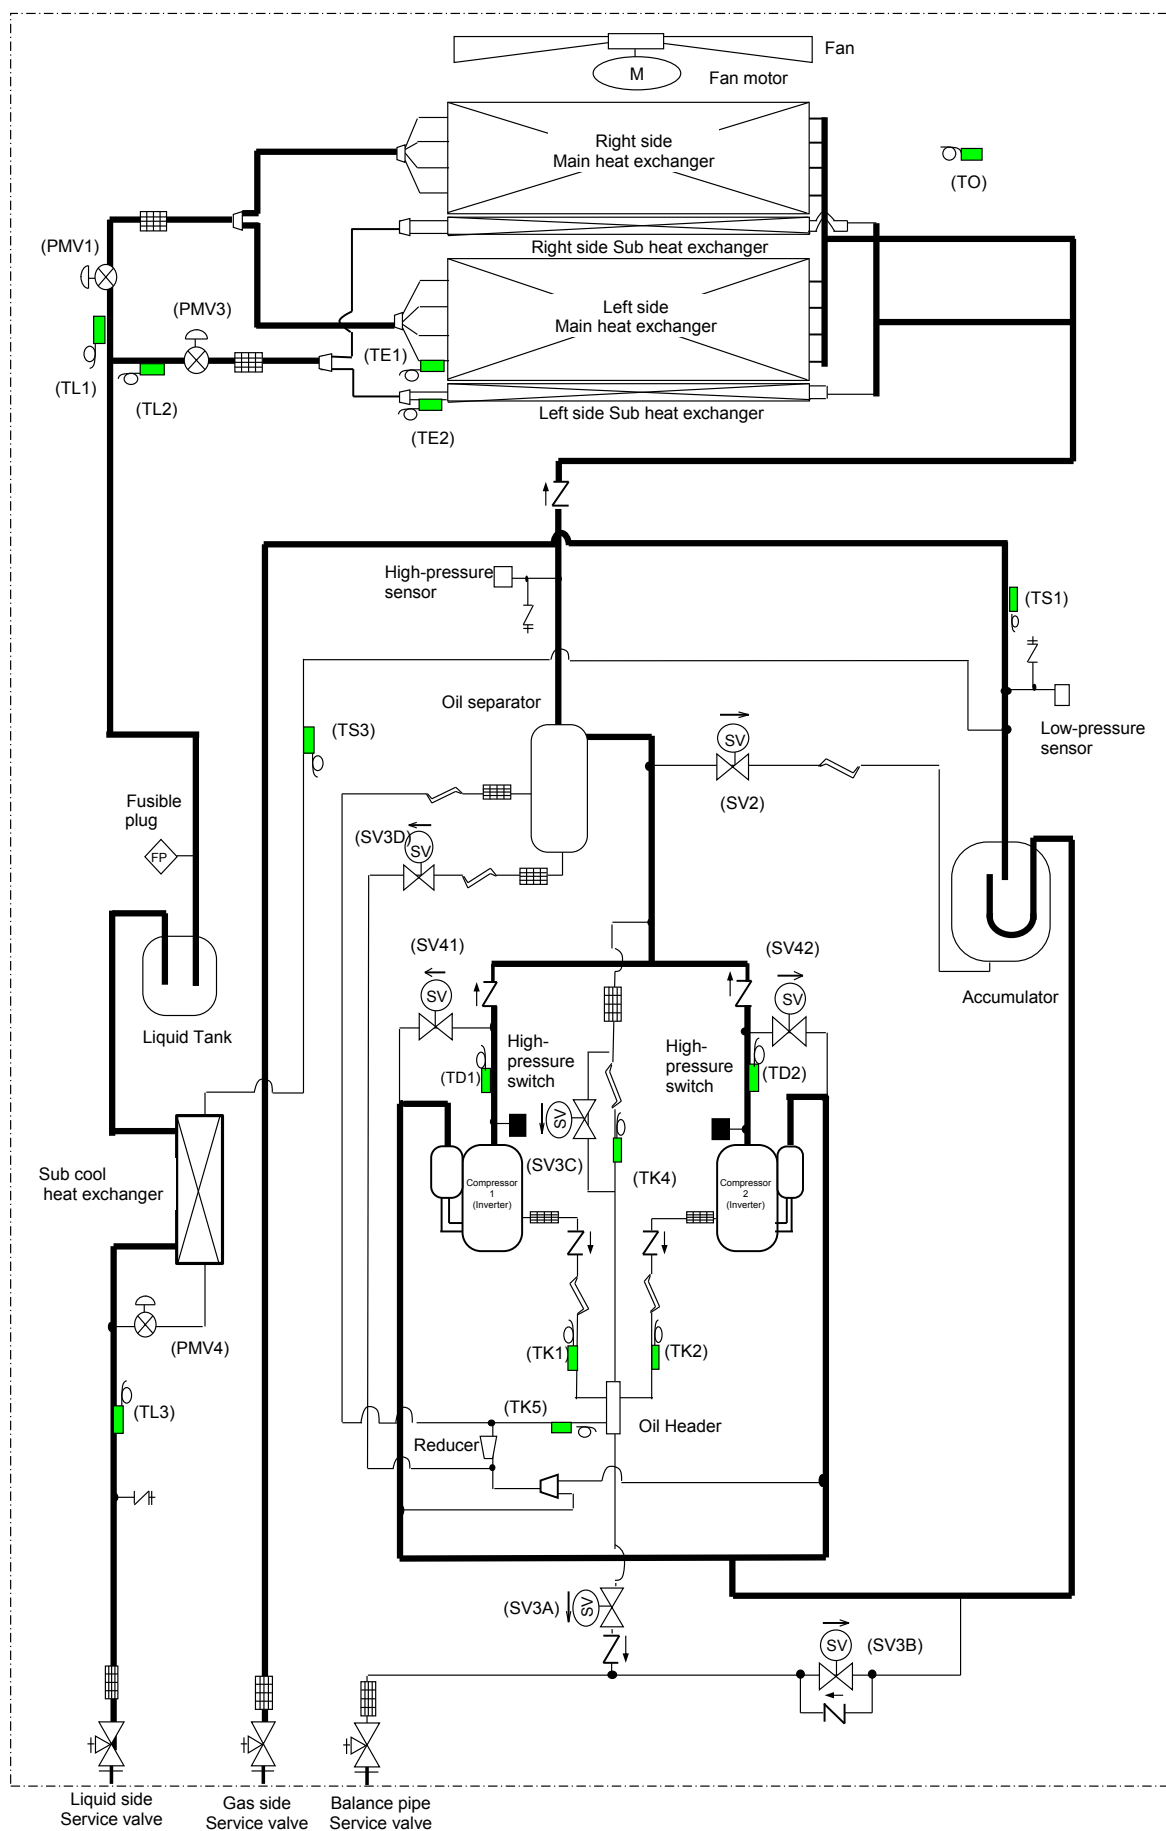 Fan
M
Fan motor
Right side
Main heat exchanger
(TO)
(PMV1)
Right side Sub heat exchanger
(PMV3)
Left side
Main heat exchanger
(TE1)
(TL1)
(TL2)
Left side Sub heat exchanger
(TE2)
High-pressure
sensor
(TS1)
Oil separator
(TS3)
SV
Low-pressure
sensor
(SV2)
Fusible
plug
(SV3D)
SV
FP
(SV41)
(SV42)
SV
SV
Accumulator
Liquid Tank
High-
pressure
switch
High-
pressure
switch
(TD1)
(TD2)
SV
(SV3C)
(TK4)
Sub cool
heat exchanger
Compressor
1
(Inverter)
Compressor
2
(Inverter)
(PMV4)
(TK1)
(TK2)
(TL3)
(TK5)
Oil Header
Reducer
(SV3A)
SV
SV
(SV3B)
Liquid side
Service valve
Gas side
Service valve
Balance pipe
Service valve